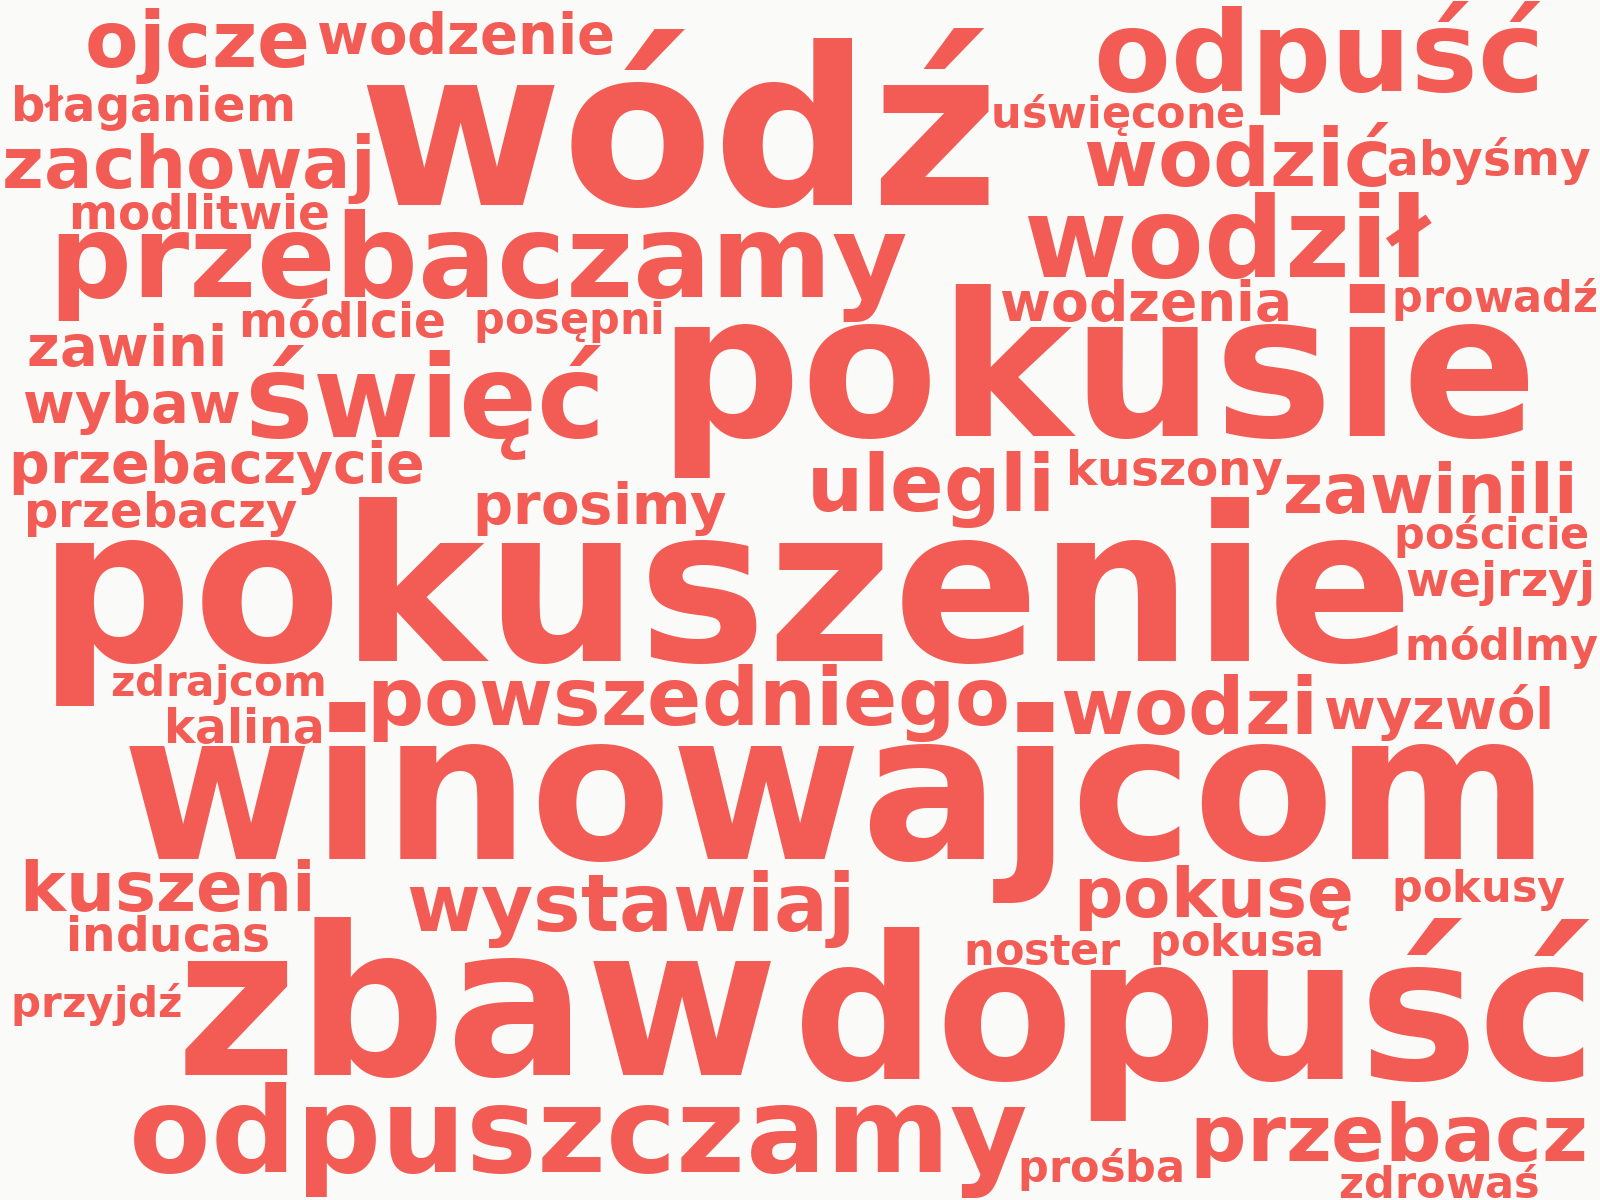 ojcze wodzenie wódź odpuść
błaganiem uświęcone
zachowaj wodzić abyśmy
modlitwie wodził
przebaczamy
wodzenia prowadź
zawini módlcie posępni pokusie
wybaw święć
przebaczycie ulegli kuszony zawinili
przebaczy prosimy
pokuszenie pościcie
wejrzyj
módlmy
zdrajcom powszedniego wodzi wyzwól
kalina
winowajcom
kuszeni wystawiaj pokusę pokusy
inducas noster pokusa
przyjdź zbaw dopuść
odpuszczamy prośba przebacz
zdrowaś